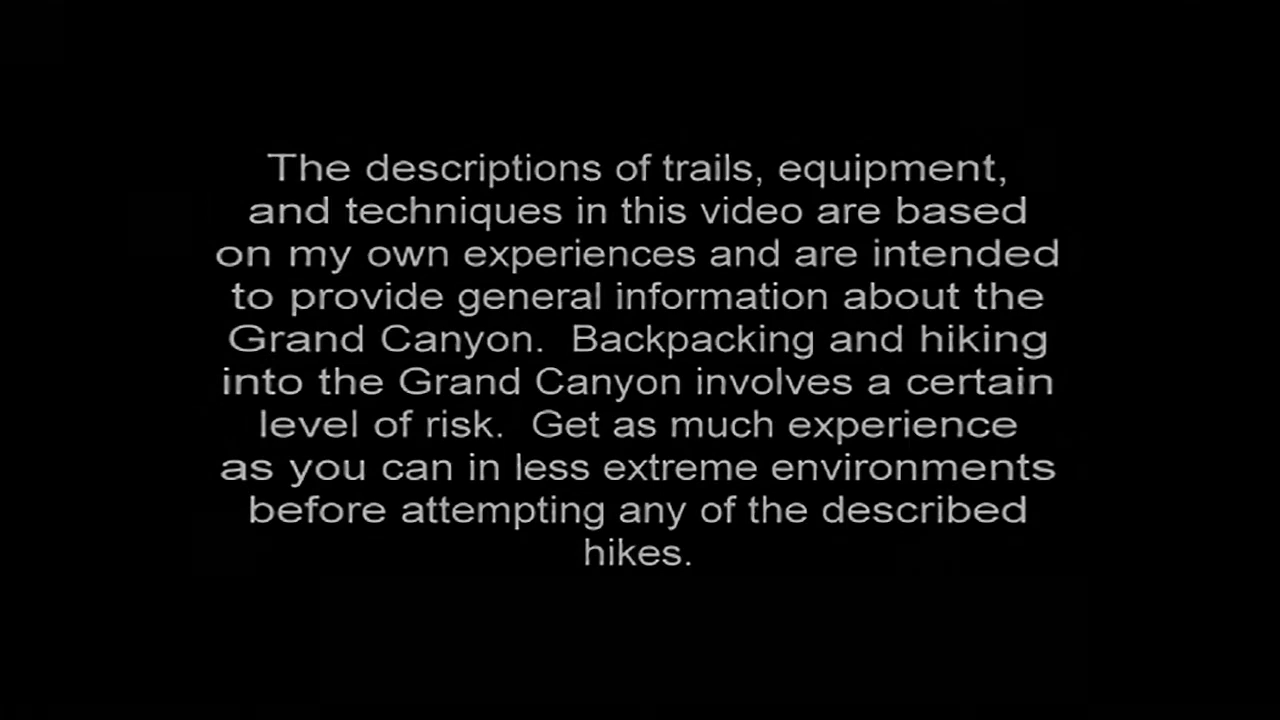 The descriptions of trails, equipment,
and techniques in this video are based
on my own experiences and are intended
to provide general information about the
Grand Canyon.  Backpacking and hiking
into the Grand Canyon involves a certain
level of risk.  Get as much experience
as you can in less extreme environments
before attempting any of the described
hikes.